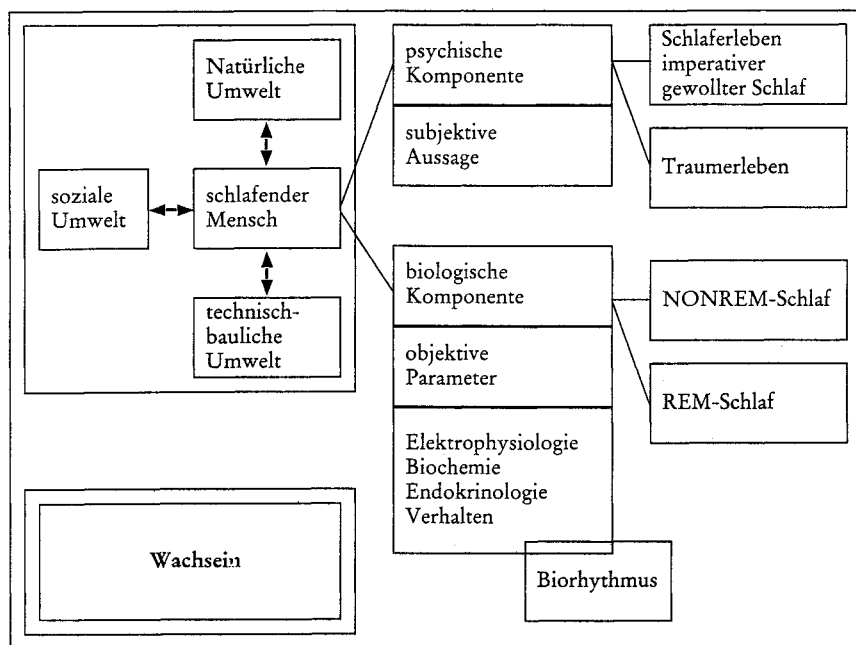 Natürliche
Umwelt
soziale
Umwelt
schlafender
Mensch
technisch-
bauliche
Umwelt
psychische
Komponente
subjektive
Aussage
biologische
Komponente
objektive
Parameter
Elektrophysiologie
Biochemie
Endokrinologie
Verhalten
Biorhythmus
Schlaferleben
imperativer
gewollter Schlaf
Traumerleben
NONREM-Schlaf
REM-Schlaf
Wachsein